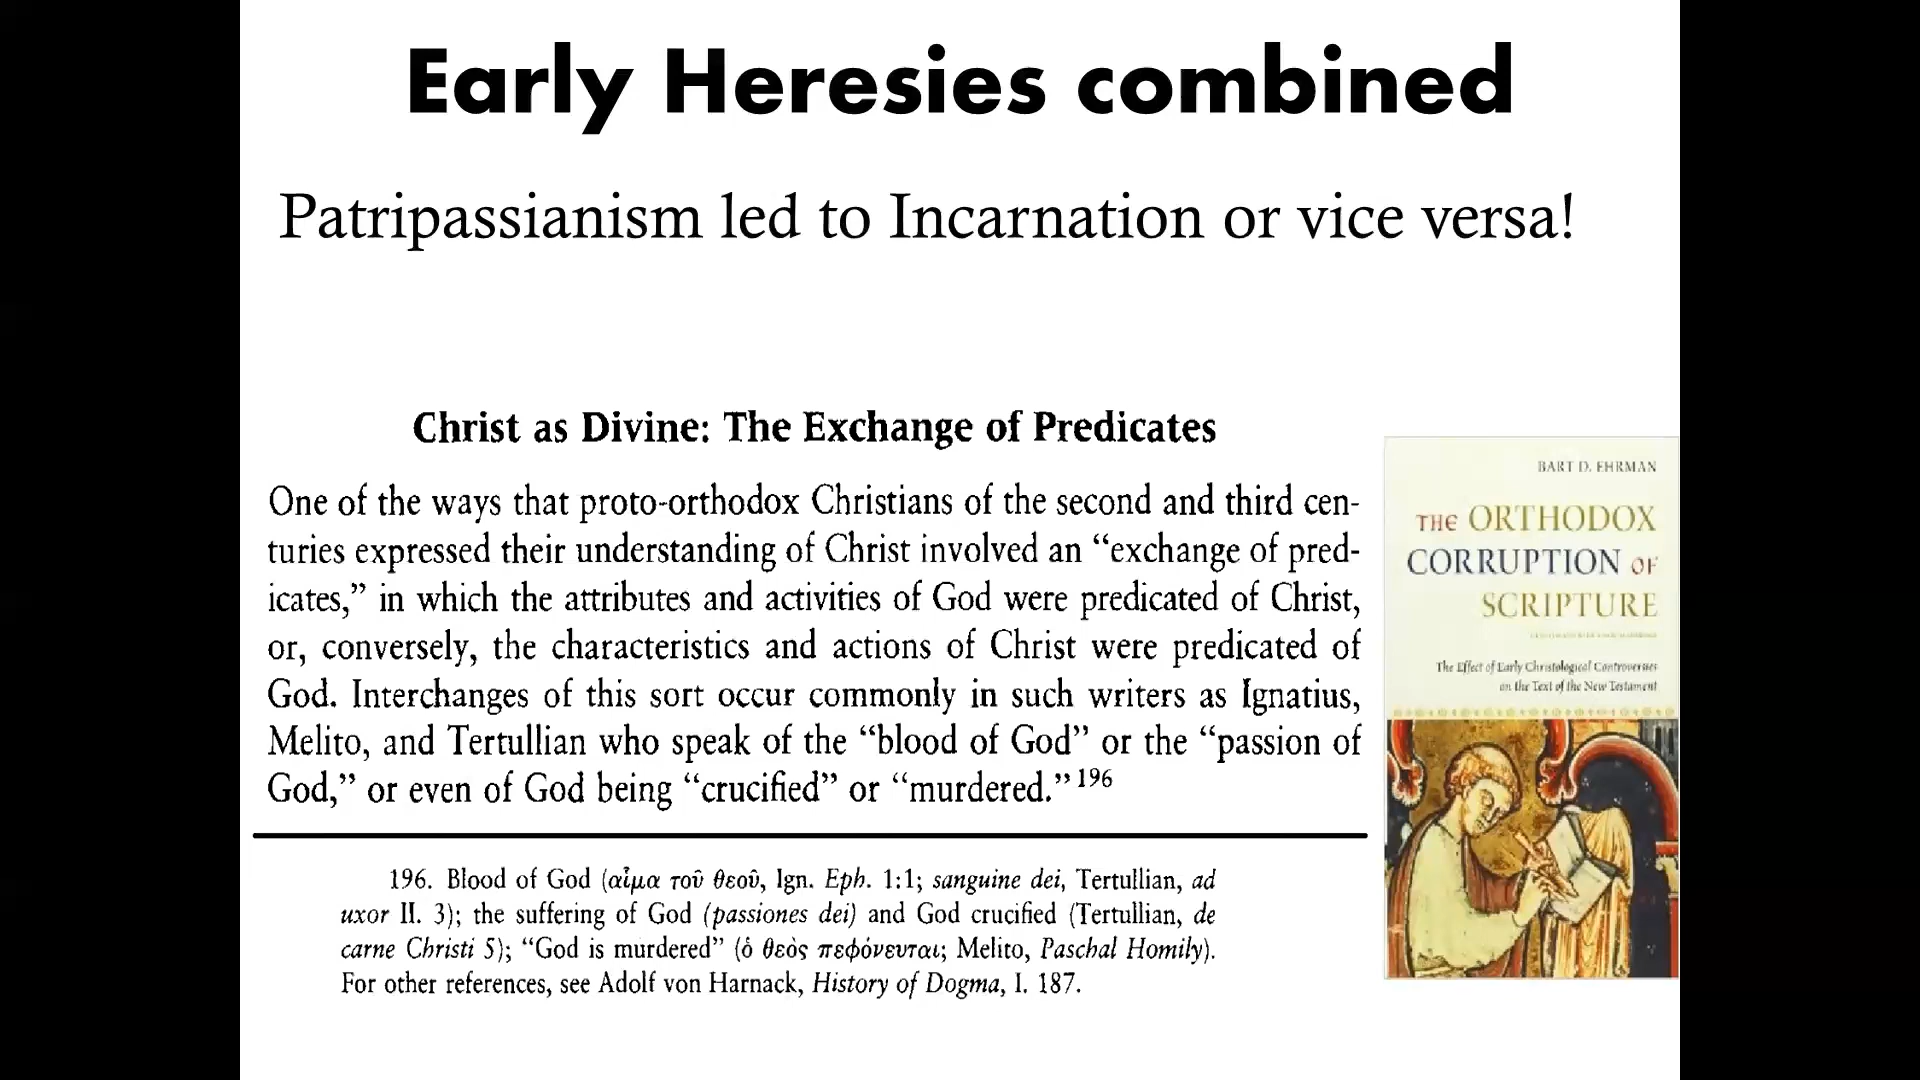 Early Heresies combined
Patripassianism led to Incarnation or vice versa!
Christ as Divine: The Exchange of Predicates
One of the ways that proto-orthodox Christians of the second and third cen-
turies expressed their understanding of Christ involved an “exchange of pred-
icates,” in which the attributes and activities of God were predicated of Christ,
or, conversely, the characteristics and actions of Christ were predicated of
God. Interchanges of this sort occur commonly in such writers as Ignatius,
Melito, and Tertullian who speak of the “blood of God” or the “passion of
God,” or even of God being “crucified” or “murdered.”196
196. Blood of God (αἷμα τοῦ θεοῦ, Ign. Eph. 1:1; sanguine dei, Tertullian, ad
uxor II. 3); the suffering of God (passiones dei) and God crucified (Tertullian, de
carne Christi 5); “God is murdered” (ὁ θεὸς πεφόνευται; Melito, Paschal Homily).
For other references, see Adolf von Harnack, History of Dogma, I. 187.
BART D. EHRMAN
THE ORTHODOX
CORRUPTION OF
SCRIPTURE
The Effect of Early Christological Controversies
on the Text of the New Testament